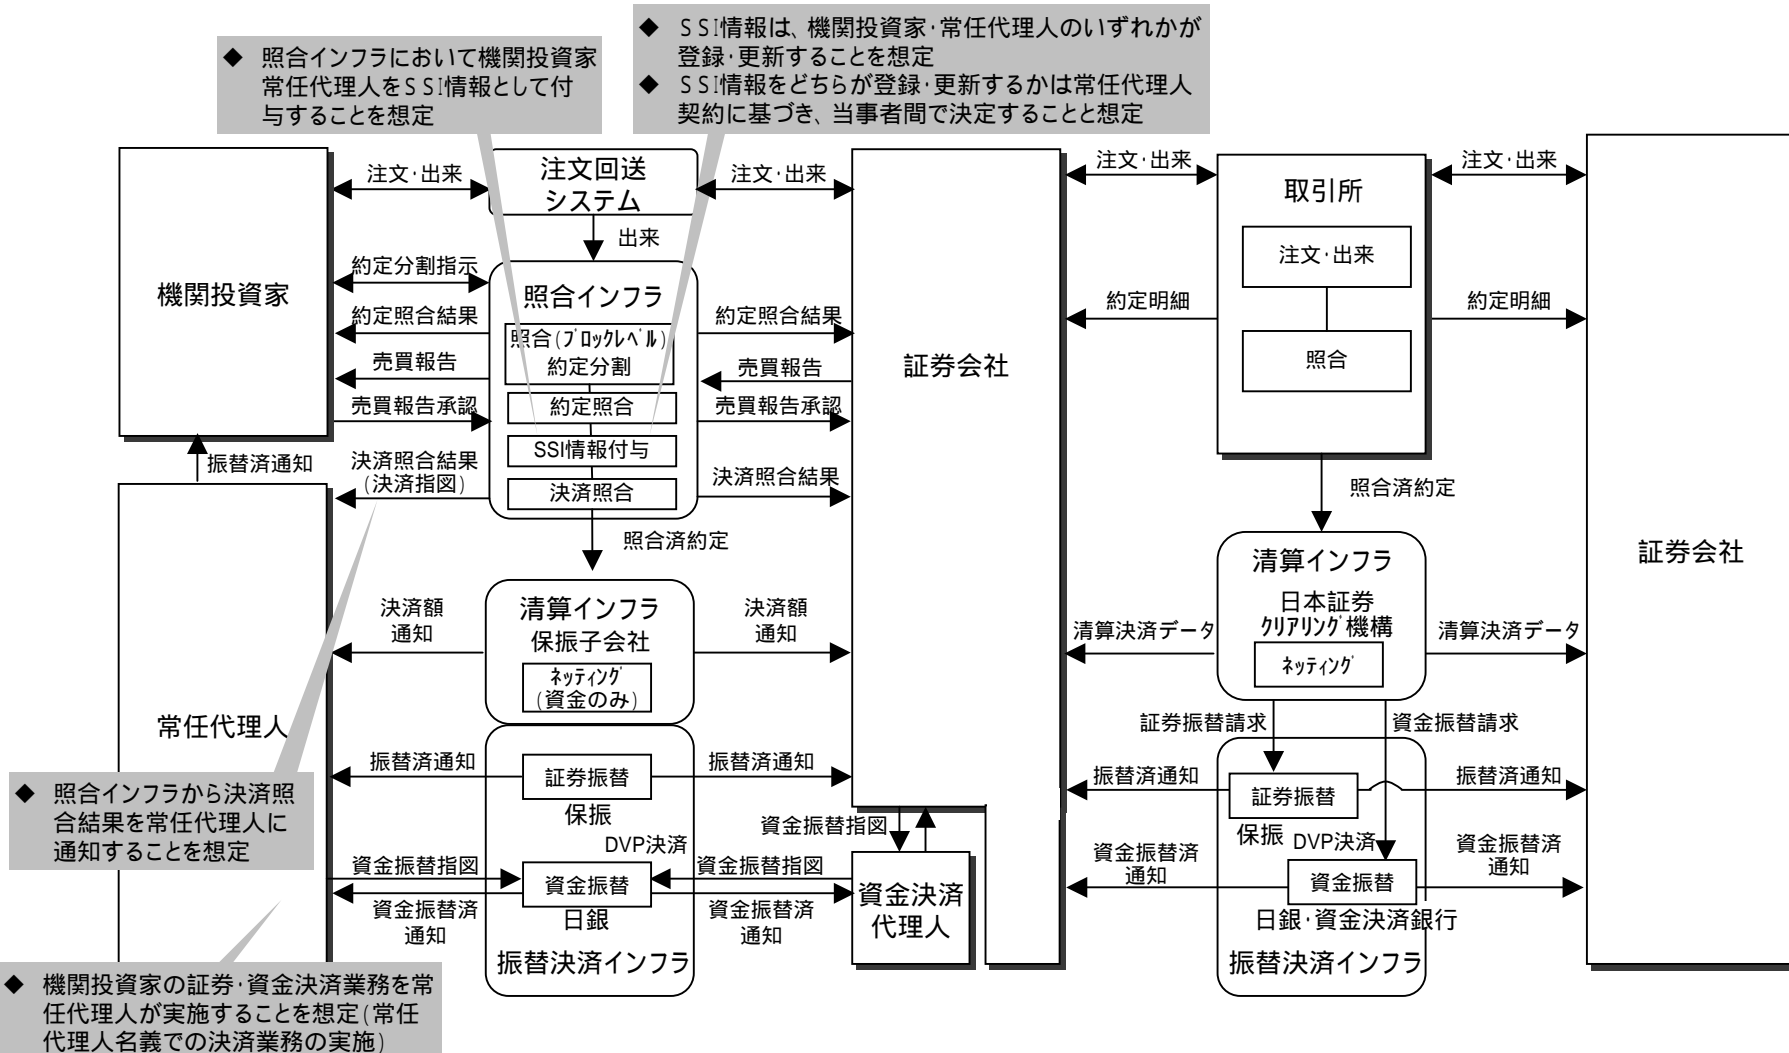 ◆ 照合インフラにおいて機関投資家
常任代理人をSSI情報として付
与することを想定
◆ SSI情報は、機関投資家･常任代理人のいずれかが
登録･更新することを想定
◆ SSI情報をどちらが登録･更新するかは常任代理人
契約に基づき、当事者間で決定することと想定
機関投資家
注文･出来
注文回送
システム
注文･出来
出来
約定分割指示
約定照合結果
売買報告
売買報告承認
照合インフラ
照合(ﾌﾞﾛｯｸﾚﾍﾞﾙ)
約定分割
約定照合
SSI情報付与
決済照合
約定照合結果
売買報告
売買報告承認
決済照合結果
振替済通知
決済照合結果
(決済指図)
照合済約定
証券会社
注文･出来
取引所
注文･出来
照合
注文･出来
約定明細
約定明細
照合済約定
証券会社
常任代理人
決済額
通知
清算インフラ
保振子会社
ﾈｯﾃｨﾝｸﾞ
(資金のみ)
決済額
通知
清算決済データ
清算インフラ
日本証券
ｸﾘｱﾘﾝｸﾞ機構
ﾈｯﾃｨﾝｸﾞ
清算決済データ
証券振替請求
資金振替請求
振替済通知
証券振替
保振
振替済通知
DVP決済
資金振替指図
資金振替指図
資金振替
日銀
資金振替指図
資金振替済
通知
資金振替済
通知
振替決済インフラ
資金決済
代理人
振替済通知
証券振替
保振
DVP決済
振替済通知
資金振替済
通知
資金振替
日銀･資金決済銀行
資金振替済
通知
振替決済インフラ
◆ 照合インフラから決済照
合結果を常任代理人に
通知することを想定
◆ 機関投資家の証券･資金決済業務を常
任代理人が実施することを想定(常任
代理人名義での決済業務の実施)